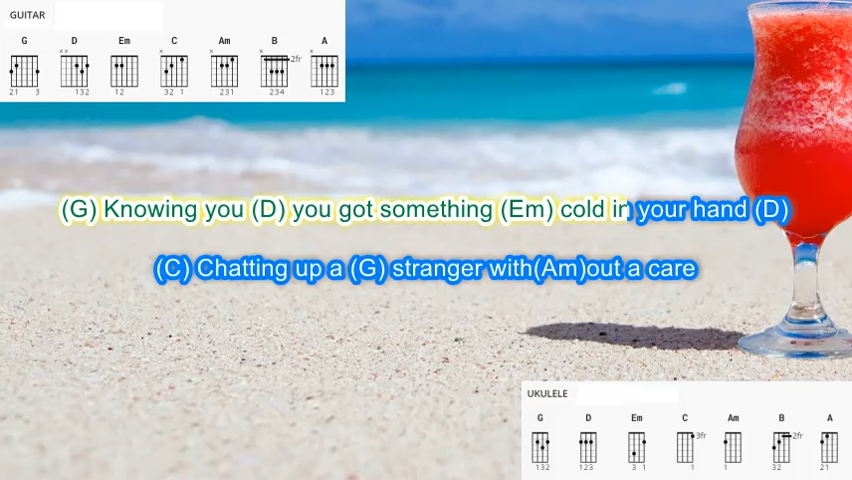 GUITAR
G D Em C Am B A
×× × × × ×
2fr
21 3 132 12 32 1 231 234 123
(G) Knowing you (D) you got something (Em) cold in your hand (D)
(C) Chatting up a (G) stranger with(Am)out a care
UKULELE
G D Em C Am B A
3fr 2fr
132 123 3 1 1 1 32 21